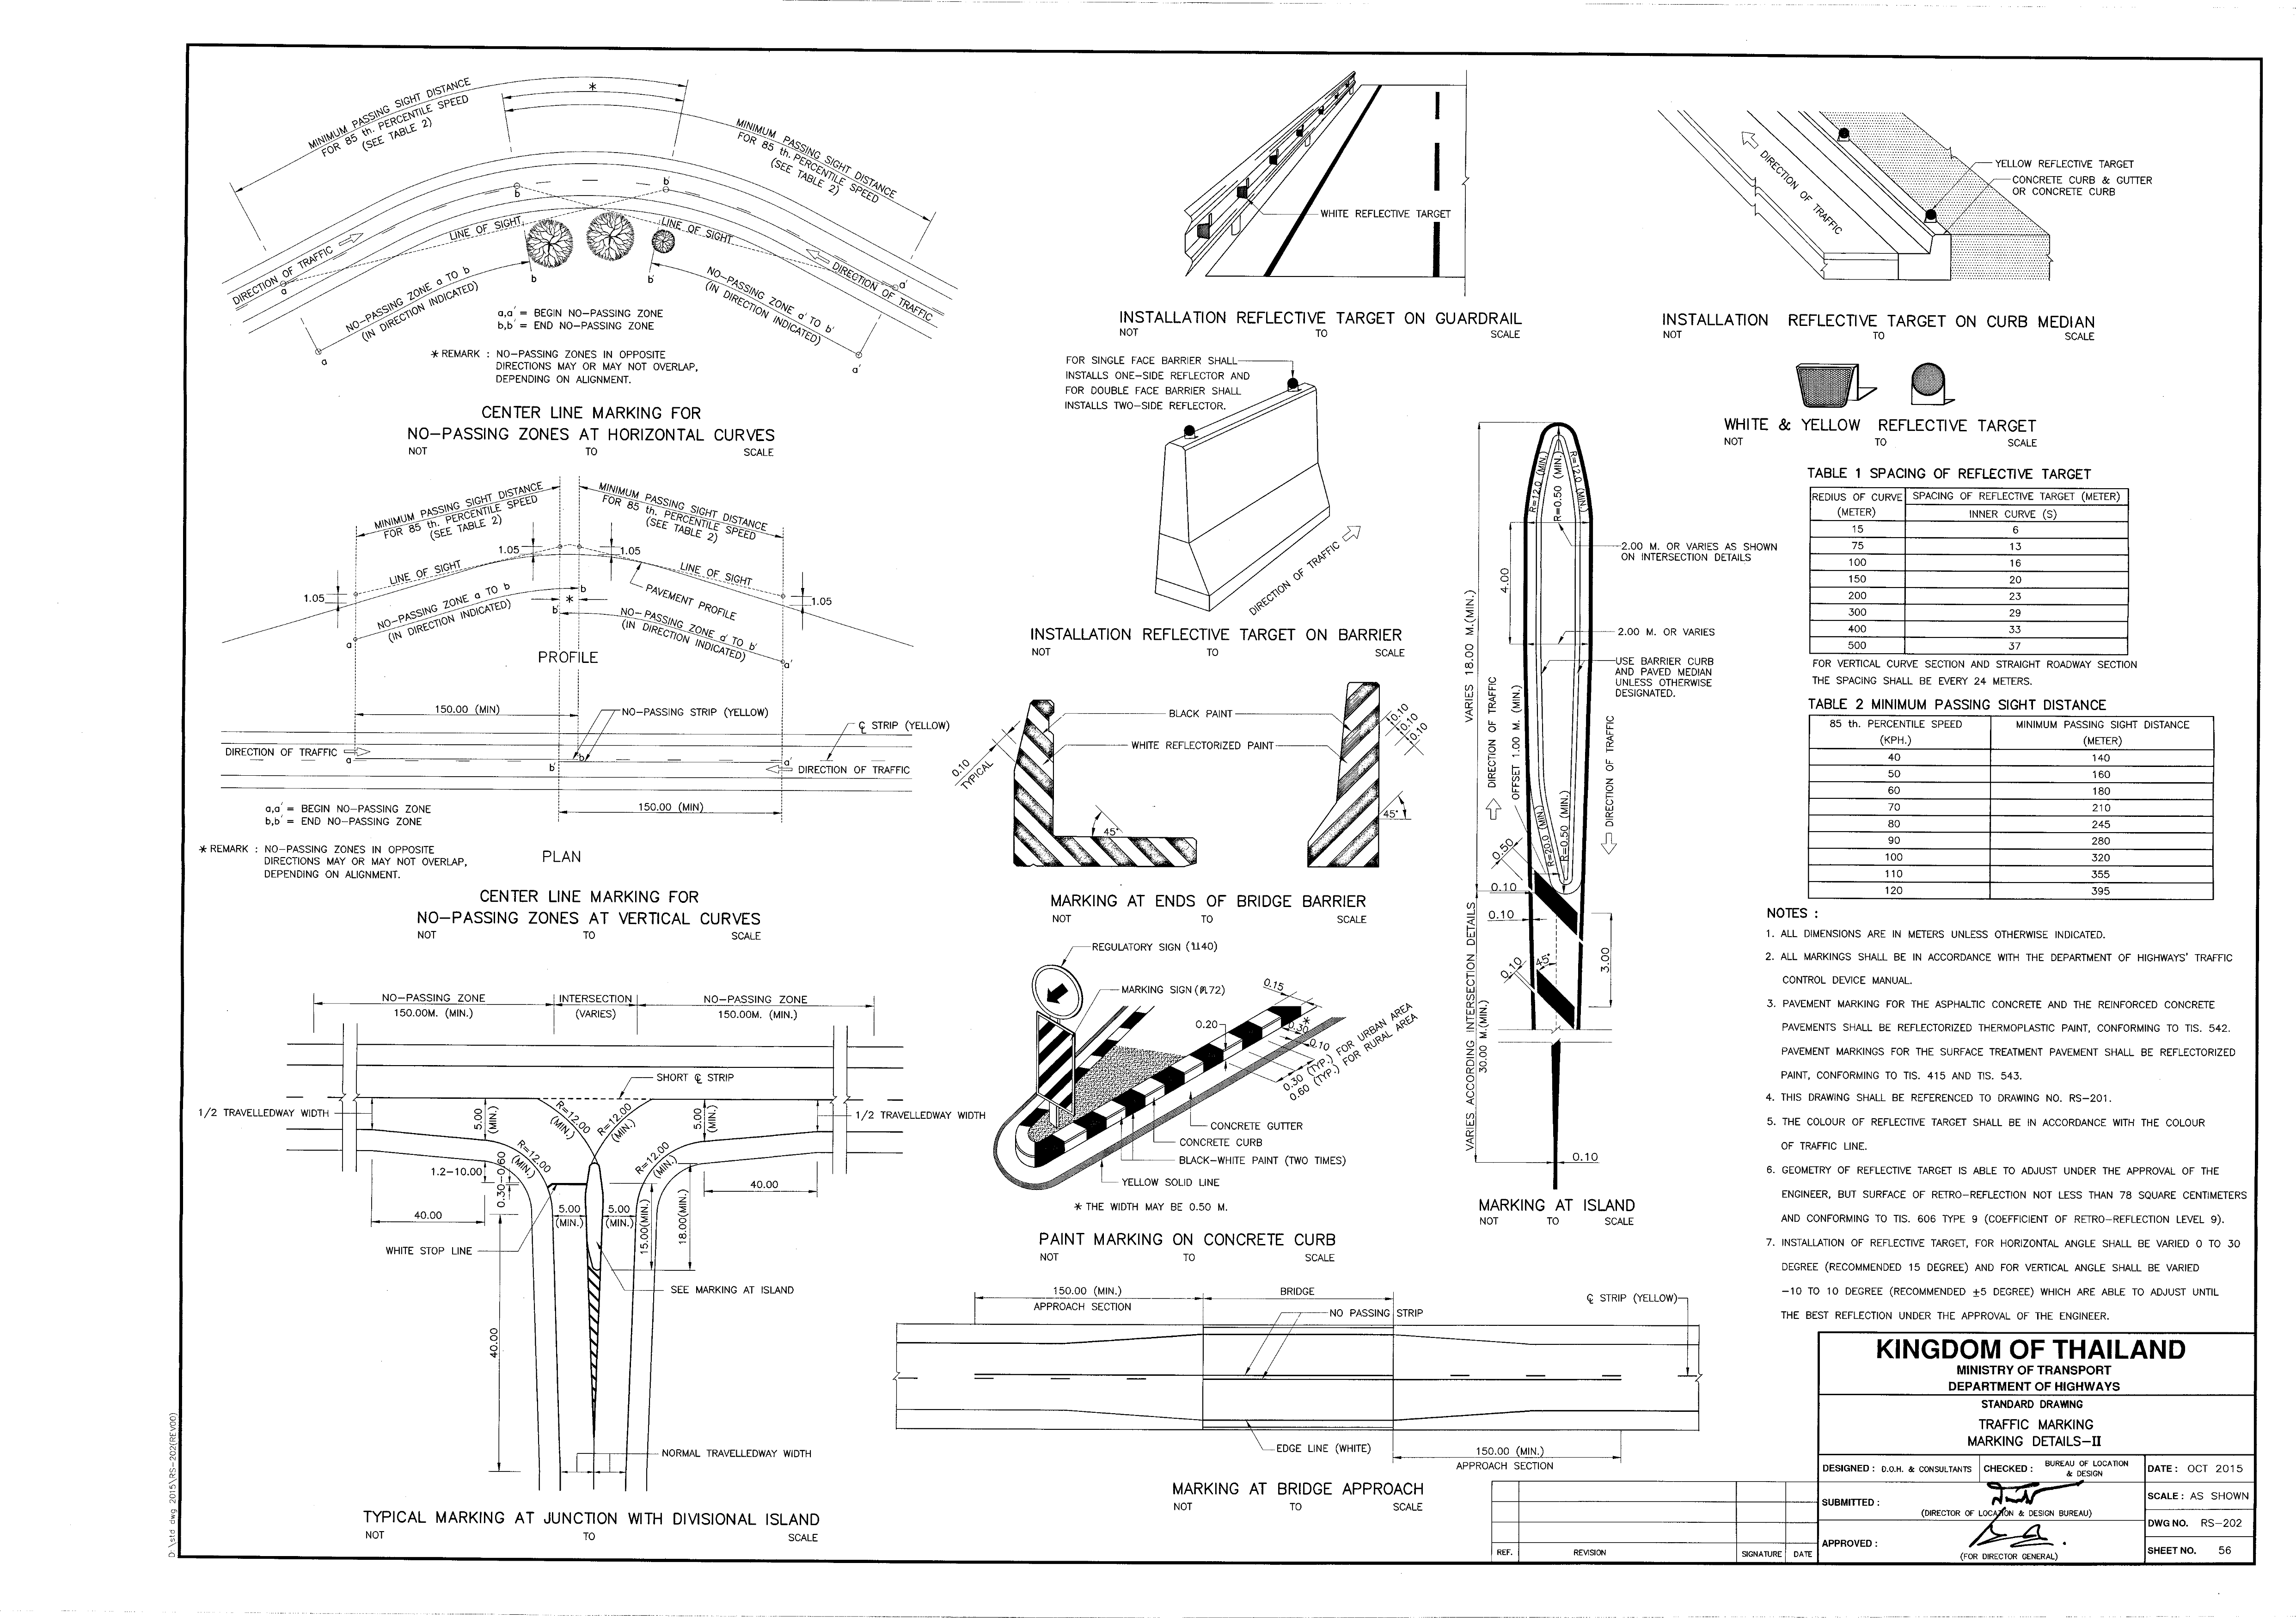 MINIMUM PASSING SIGHT DISTANCE
FOR 85 th. PERCENTILE SPEED
(SEE TABLE 2)
*
MINIMUM PASSING SIGHT DISTANCE
FOR 85 th. PERCENTILE SPEED
(SEE TABLE 2)
b
b'
LINE OF SIGHT
LINE OF SIGHT
DIRECTION OF TRAFFIC
DIRECTION OF TRAFFIC
a
a'
b
b'
NO-PASSING ZONE a TO b
(IN DIRECTION INDICATED)
NO-PASSING ZONE a' TO b'
(IN DIRECTION INDICATED)
a
a'
a,a' = BEGIN NO-PASSING ZONE
b,b' = END NO-PASSING ZONE
* REMARK : NO-PASSING ZONES IN OPPOSITE
DIRECTIONS MAY OR MAY NOT OVERLAP,
DEPENDING ON ALIGNMENT.
CENTER LINE MARKING FOR
NO-PASSING ZONES AT HORIZONTAL CURVES
NOT TO SCALE
MINIMUM PASSING SIGHT DISTANCE
FOR 85 th. PERCENTILE SPEED
(SEE TABLE 2)
MINIMUM PASSING SIGHT DISTANCE
FOR 85 th. PERCENTILE SPEED
(SEE TABLE 2)
1.05
1.05
LINE OF SIGHT
LINE OF SIGHT
1.05
1.05
NO-PASSING ZONE a TO b
(IN DIRECTION INDICATED)
b
*
b'
PAVEMENT PROFILE
NO-PASSING ZONE a' TO b'
(IN DIRECTION INDICATED)
a
a'
PROFILE
150.00 (MIN)
NO-PASSING STRIP (YELLOW)
℄ STRIP (YELLOW)
DIRECTION OF TRAFFIC
a
b
b'
a'
DIRECTION OF TRAFFIC
150.00 (MIN)
a,a' = BEGIN NO-PASSING ZONE
b,b' = END NO-PASSING ZONE
* REMARK : NO-PASSING ZONES IN OPPOSITE
DIRECTIONS MAY OR MAY NOT OVERLAP,
DEPENDING ON ALIGNMENT.
PLAN
CENTER LINE MARKING FOR
NO-PASSING ZONES AT VERTICAL CURVES
NOT TO SCALE
NO-PASSING ZONE
150.00M. (MIN.)
INTERSECTION
(VARIES)
NO-PASSING ZONE
150.00M. (MIN.)
SHORT ℄ STRIP
1/2 TRAVELLEDWAY WIDTH
1/2 TRAVELLEDWAY WIDTH
5.00
(MIN.)
R=12.00
(MIN.)
R=12.00
(MIN.)
5.00
(MIN.)
R=12.00
(MIN.)
R=12.00
(MIN.)
1.2-10.00
0.30-0.60
40.00
40.00
5.00
(MIN.)
5.00
(MIN.)
15.00(MIN.)
18.00(MIN.)
WHITE STOP LINE
SEE MARKING AT ISLAND
40.00
NORMAL TRAVELLEDWAY WIDTH
TYPICAL MARKING AT JUNCTION WITH DIVISIONAL ISLAND
NOT TO SCALE
WHITE REFLECTIVE TARGET
INSTALLATION REFLECTIVE TARGET ON GUARDRAIL
NOT TO SCALE
FOR SINGLE FACE BARRIER SHALL
INSTALLS ONE-SIDE REFLECTOR AND
FOR DOUBLE FACE BARRIER SHALL
INSTALLS TWO-SIDE REFLECTOR.
DIRECTION OF TRAFFIC
INSTALLATION REFLECTIVE TARGET ON BARRIER
NOT TO SCALE
BLACK PAINT
WHITE REFLECTORIZED PAINT
0.10
TYPICAL
45°
0.10
0.10
0.10
45°
MARKING AT ENDS OF BRIDGE BARRIER
NOT TO SCALE
MARKING SIGN
0.15
0.20
*
0.30
0.10
0.30 (TYP.) FOR URBAN AREA
0.60 (TYP.) FOR RURAL AREA
CONCRETE GUTTER
CONCRETE CURB
BLACK-WHITE PAINT (TWO TIMES)
YELLOW SOLID LINE
* THE WIDTH MAY BE 0.50 M.
REGULATORY SIGN
PAINT MARKING ON CONCRETE CURB
NOT TO SCALE
150.00 (MIN.)
APPROACH SECTION
BRIDGE
NO PASSING STRIP
℄ STRIP (YELLOW)
EDGE LINE (WHITE)
150.00 (MIN.)
APPROACH SECTION
MARKING AT BRIDGE APPROACH
NOT TO SCALE
R=12.0 (MIN.)
R=0.50 (MIN.)
R=12.0 (MIN.)
4.00
2.00 M. OR VARIES AS SHOWN
ON INTERSECTION DETAILS
2.00 M. OR VARIES
USE BARRIER CURB
AND PAVED MEDIAN
UNLESS OTHERWISE
DESIGNATED.
VARIES 18.00 M.(MIN.)
DIRECTION OF TRAFFIC
OFFSET 1.00 M. (MIN.)
DIRECTION OF TRAFFIC
R=20.0 (MIN.)
R=0.50 (MIN.)
0.50
0.10
0.10
3.00
0.10
45°
VARIES ACCORDING INTERSECTION DETAILS
30.00 M.(MIN.)
0.10
MARKING AT ISLAND
NOT TO SCALE
DIRECTION OF TRAFFIC
YELLOW REFLECTIVE TARGET
CONCRETE CURB & GUTTER
OR CONCRETE CURB
INSTALLATION REFLECTIVE TARGET ON CURB MEDIAN
NOT TO SCALE
WHITE & YELLOW REFLECTIVE TARGET
NOT TO SCALE
TABLE 1 SPACING OF REFLECTIVE TARGET
REDIUS OF CURVE (METER) SPACING OF REFLECTIVE TARGET (METER)
INNER CURVE (S)
15 6
75 13
100 16
150 20
200 23
300 29
400 33
500 37
FOR VERTICAL CURVE SECTION AND STRAIGHT ROADWAY SECTION
THE SPACING SHALL BE EVERY 24 METERS.
TABLE 2 MINIMUM PASSING SIGHT DISTANCE
85 th. PERCENTILE SPEED MINIMUM PASSING SIGHT DISTANCE
(KPH.) (METER)
40 140
50 160
60 180
70 210
80 245
90 280
100 320
110 355
120 395
NOTES :
1. ALL DIMENSIONS ARE IN METERS UNLESS OTHERWISE INDICATED.
2. ALL MARKINGS SHALL BE IN ACCORDANCE WITH THE DEPARTMENT OF HIGHWAYS' TRAFFIC
CONTROL DEVICE MANUAL.
3. PAVEMENT MARKING FOR THE ASPHALTIC CONCRETE AND THE REINFORCED CONCRETE
PAVEMENTS SHALL BE REFLECTORIZED THERMOPLASTIC PAINT, CONFORMING TO TIS. 542.
PAVEMENT MARKINGS FOR THE SURFACE TREATMENT PAVEMENT SHALL BE REFLECTORIZED
PAINT, CONFORMING TO TIS. 415 AND TIS. 543.
4. THIS DRAWING SHALL BE REFERENCED TO DRAWING NO. RS-201.
5. THE COLOUR OF REFLECTIVE TARGET SHALL BE IN ACCORDANCE WITH THE COLOUR
OF TRAFFIC LINE.
6. GEOMETRY OF REFLECTIVE TARGET IS ABLE TO ADJUST UNDER THE APPROVAL OF THE
ENGINEER, BUT SURFACE OF RETRO-REFLECTION NOT LESS THAN 78 SQUARE CENTIMETERS
AND CONFORMING TO TIS. 606 TYPE 9 (COEFFICIENT OF RETRO-REFLECTION LEVEL 9).
7. INSTALLATION OF REFLECTIVE TARGET, FOR HORIZONTAL ANGLE SHALL BE VARIED 0 TO 30
DEGREE (RECOMMENDED 15 DEGREE) AND FOR VERTICAL ANGLE SHALL BE VARIED
-10 TO 10 DEGREE (RECOMMENDED ±5 DEGREE) WHICH ARE ABLE TO ADJUST UNTIL
THE BEST REFLECTION UNDER THE APPROVAL OF THE ENGINEER.
KINGDOM OF THAILAND
MINISTRY OF TRANSPORT
DEPARTMENT OF HIGHWAYS
STANDARD DRAWING
TRAFFIC MARKING
MARKING DETAILS-II
DESIGNED : D.O.H. & CONSULTANTS CHECKED : BUREAU OF LOCATION & DESIGN DATE : OCT 2015
SUBMITTED :
(DIRECTOR OF LOCATION & DESIGN BUREAU)
SCALE : AS SHOWN
DWG NO. RS-202
APPROVED :
(FOR DIRECTOR GENERAL)
SHEET NO. 56
REF. REVISION SIGNATURE DATE
D:\std dwg 2015\RS-202(REV00)